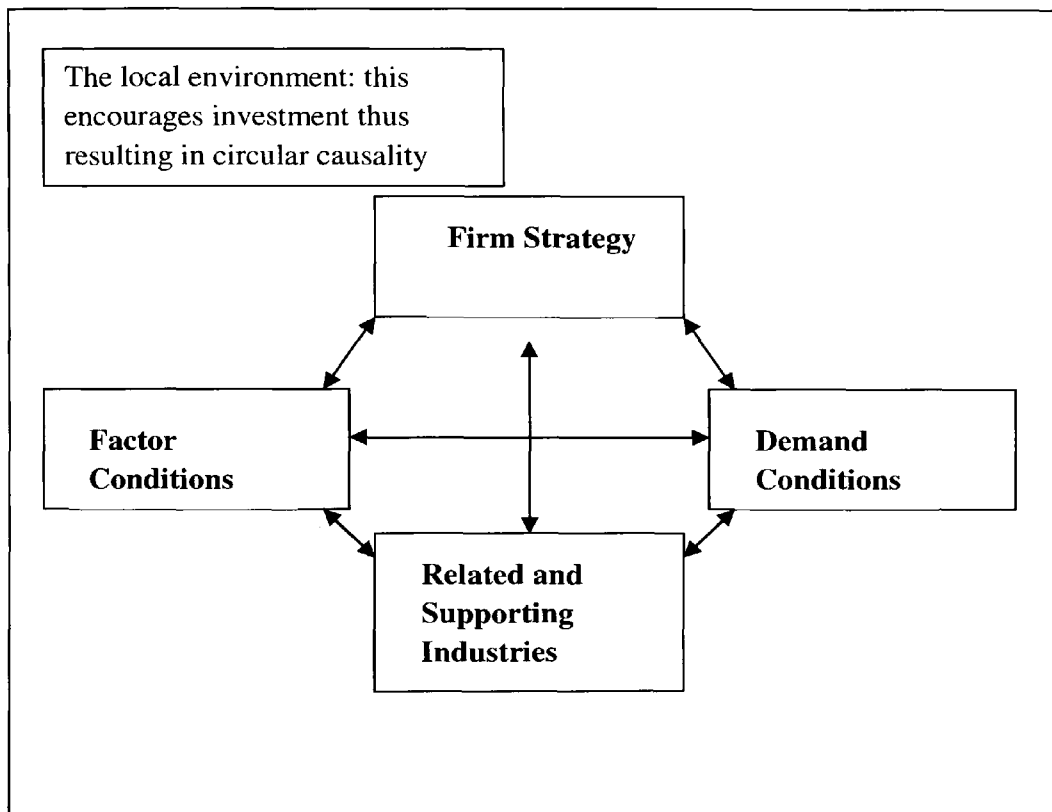 The local environment: this
encourages investment thus
resulting in circular causality
Firm Strategy
Factor
Conditions
Demand
Conditions
Related and
Supporting
Industries